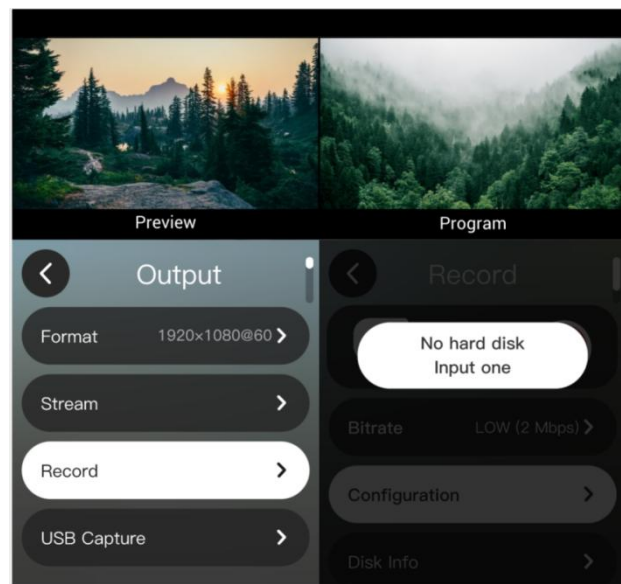 Preview
Program
Output
Format 1920×1080@60
Stream
Record
USB Capture
Record
No hard disk
Input one
Bitrate LOW (2 Mbps)
Configuration
Disk Info